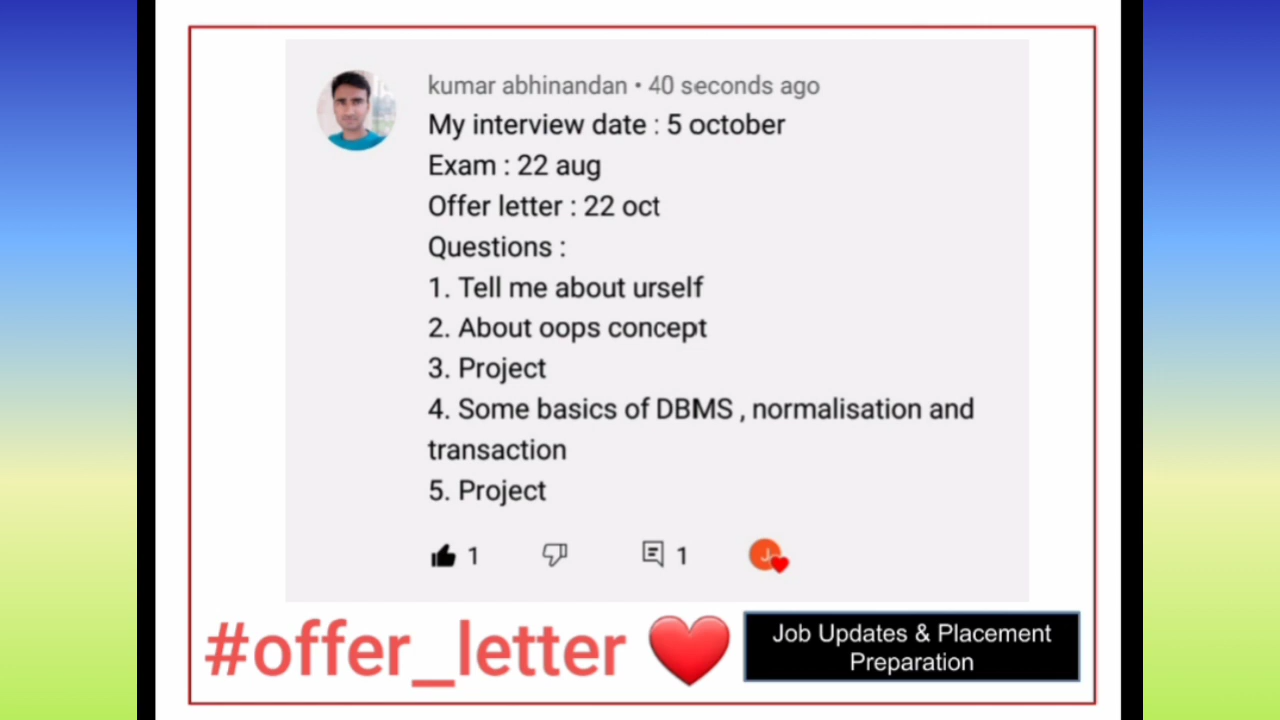 kumar abhinandan • 40 seconds ago
My interview date : 5 october
Exam : 22 aug
Offer letter : 22 oct
Questions :
1. Tell me about urself
2. About oops concept
3. Project
4. Some basics of DBMS , normalisation and
transaction
5. Project
1 1 J
#offer_letter ❤
Job Updates & Placement
Preparation